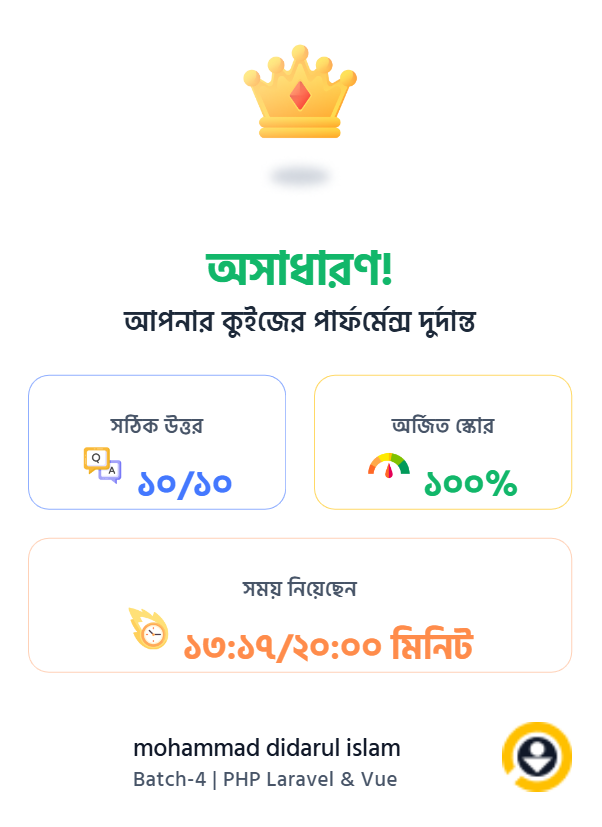 অসাধারণ!
আপনার কুইজের পার্ফর্মেন্স দুর্দান্ত
সঠিক উত্তর
Q
A
১০/১০
অর্জিত স্কোর
১০০%
সময় নিয়েছেন
১৩:১৭/২০:০০ মিনিট
mohammad didarul islam
Batch-4 | PHP Laravel & Vue